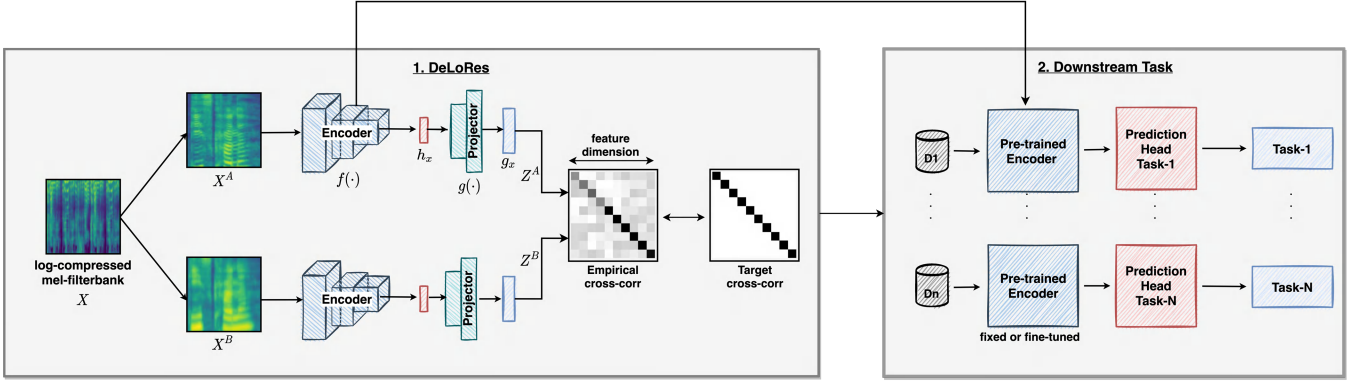 1. DeLoRes
X^A
Encoder
f(·)
h_x
Projector
g(·)
g_x
Z^A
feature
dimension
log-compressed
mel-filterbank
X
X^B
Encoder
Projector
Z^B
Empirical
cross-corr
Target
cross-corr
2. Downstream Task
D1
Pre-trained
Encoder
Prediction
Head
Task-1
Task-1
Dn
Pre-trained
Encoder
Prediction
Head
Task-N
Task-N
fixed or fine-tuned